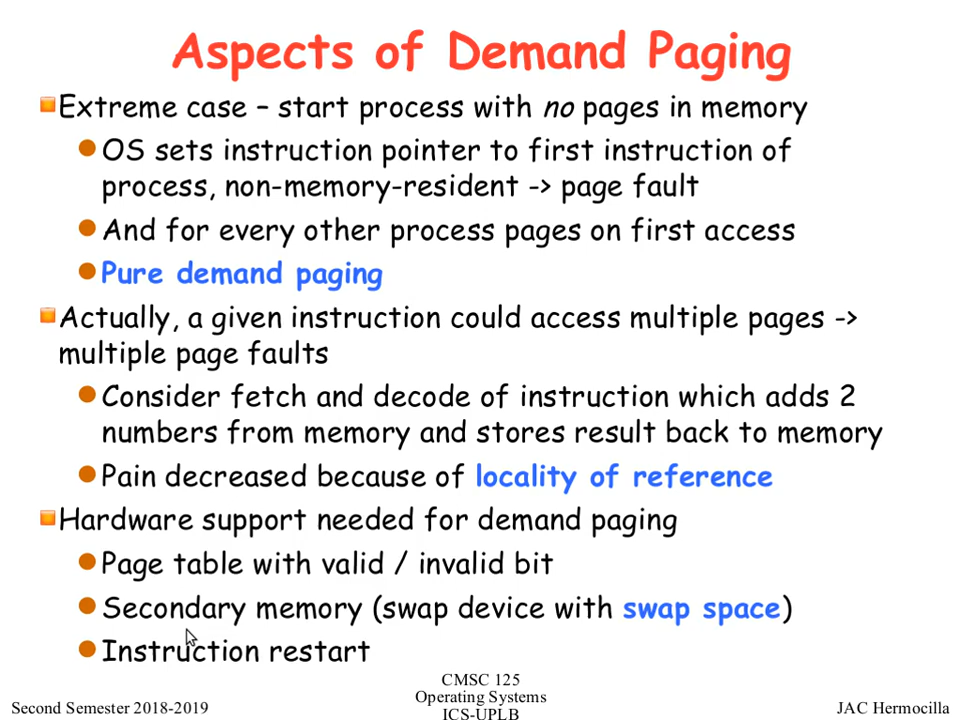 Aspects of Demand Paging
Extreme case – start process with no pages in memory
OS sets instruction pointer to first instruction of
process, non-memory-resident -> page fault
And for every other process pages on first access
Pure demand paging
Actually, a given instruction could access multiple pages ->
multiple page faults
Consider fetch and decode of instruction which adds 2
numbers from memory and stores result back to memory
Pain decreased because of locality of reference
Hardware support needed for demand paging
Page table with valid / invalid bit
Secondary memory (swap device with swap space)
Instruction restart
Second Semester 2018-2019
CMSC 125
Operating Systems
ICS-UPLB
JAC Hermocilla